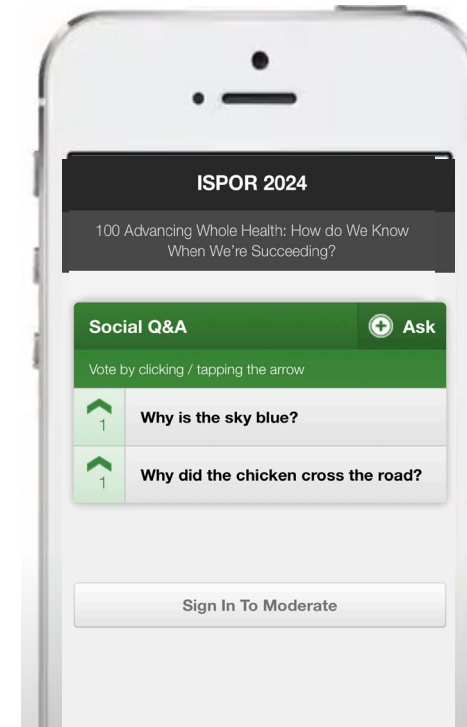 ISPOR 2024
100 Advancing Whole Health: How do We Know
When We're Succeeding?
Social Q&A
Ask
Vote by clicking / tapping the arrow
1
Why is the sky blue?
1
Why did the chicken cross the road?
Sign In To Moderate